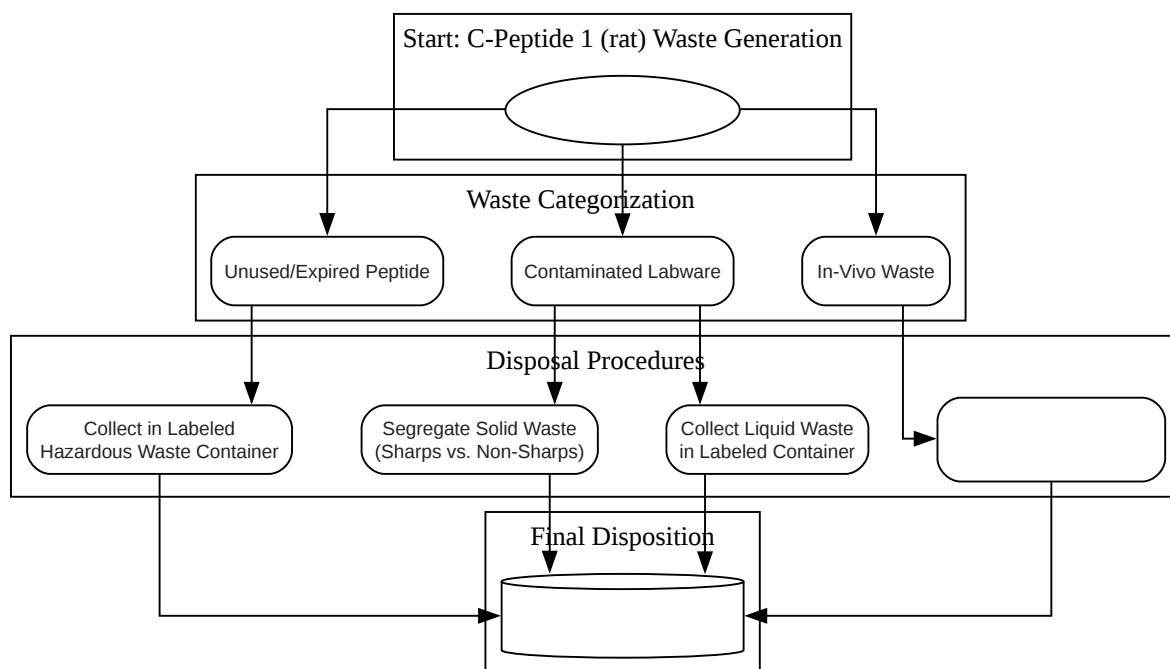 Start: C-Peptide 1 (rat) Waste Generation
Waste Categorization
Unused/Expired Peptide
Contaminated Labware
In-Vivo Waste
Disposal Procedures
Collect in Labeled
Hazardous Waste Container
Segregate Solid Waste
(Sharps vs. Non-Sharps)
Collect Liquid Waste
in Labeled Container
Final Disposition